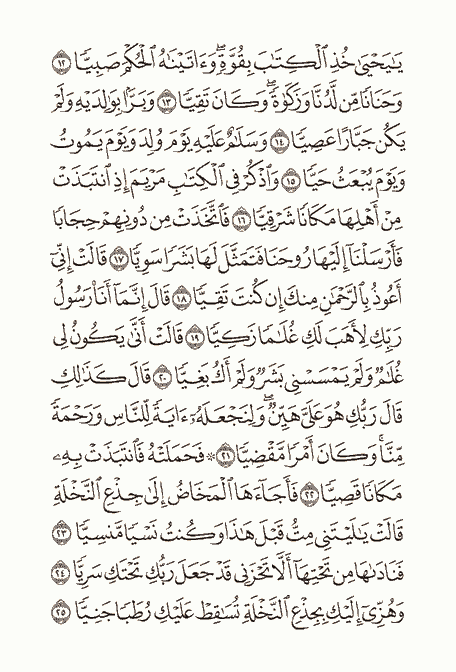 يَٰيَحْيَىٰ خُذِ ٱلْكِتَٰبَ بِقُوَّةٖۖ وَءَاتَيْنَٰهُ ٱلْحُكْمَ صَبِيّٗا ١٢
وَحَنَانٗا مِّن لَّدُنَّا وَزَكَوٰةٗۖ وَكَانَ تَقِيّٗا ١٣ وَبَرَّۢا بِوَٰلِدَيْهِ وَلَمْ
يَكُن جَبَّارًا عَصِيّٗا ١٤ وَسَلَٰمٌ عَلَيْهِ يَوْمَ وُلِدَ وَيَوْمَ يَمُوتُ
وَيَوْمَ يُبْعَثُ حَيّٗا ١٥ وَٱذْكُرْ فِي ٱلْكِتَٰبِ مَرْيَمَ إِذِ ٱنتَبَذَتْ
مِنْ أَهْلِهَا مَكَانٗا شَرْقِيّٗا ١٦ فَٱتَّخَذَتْ مِن دُونِهِمْ حِجَابٗا
فَأَرْسَلْنَآ إِلَيْهَا رُوحَنَا فَتَمَثَّلَ لَهَا بَشَرٗا سَوِيّٗا ١٧ قَالَتْ إِنِّيٓ
أَعُوذُ بِٱلرَّحْمَٰنِ مِنكَ إِن كُنتَ تَقِيّٗا ١٨ قَالَ إِنَّمَآ أَنَا۠ رَسُولُ
رَبِّكِ لِأَهَبَ لَكِ غُلَٰمٗا زَكِيّٗا ١٩ قَالَتْ أَنَّىٰ يَكُونُ لِي
غُلَٰمٞ وَلَمْ يَمْسَسْنِي بَشَرٞ وَلَمْ أَكُ بَغِيّٗا ٢٠ قَالَ كَذَٰلِكِ
قَالَ رَبُّكِ هُوَ عَلَيَّ هَيِّنٞۖ وَلِنَجْعَلَهُۥٓ ءَايَةٗ لِّلنَّاسِ وَرَحْمَةٗ
مِّنَّاۚ وَكَانَ أَمْرٗا مَّقْضِيّٗا ٢١ ۞ فَحَمَلَتْهُ فَٱنتَبَذَتْ بِهِۦ
مَكَانٗا قَصِيّٗا ٢٢ فَأَجَآءَهَا ٱلْمَخَاضُ إِلَىٰ جِذْعِ ٱلنَّخْلَةِ
قَالَتْ يَٰلَيْتَنِي مِتُّ قَبْلَ هَٰذَا وَكُنتُ نَسْيٗا مَّنسِيّٗا ٢٣
فَنَادَىٰهَا مِن تَحْتِهَآ أَلَّا تَحْزَنِي قَدْ جَعَلَ رَبُّكِ تَحْتَكِ سَرِيّٗا ٢٤
وَهُزِّيٓ إِلَيْكِ بِجِذْعِ ٱلنَّخْلَةِ تُسَٰقِطْ عَلَيْكِ رُطَبٗا جَنِيّٗا ٢٥